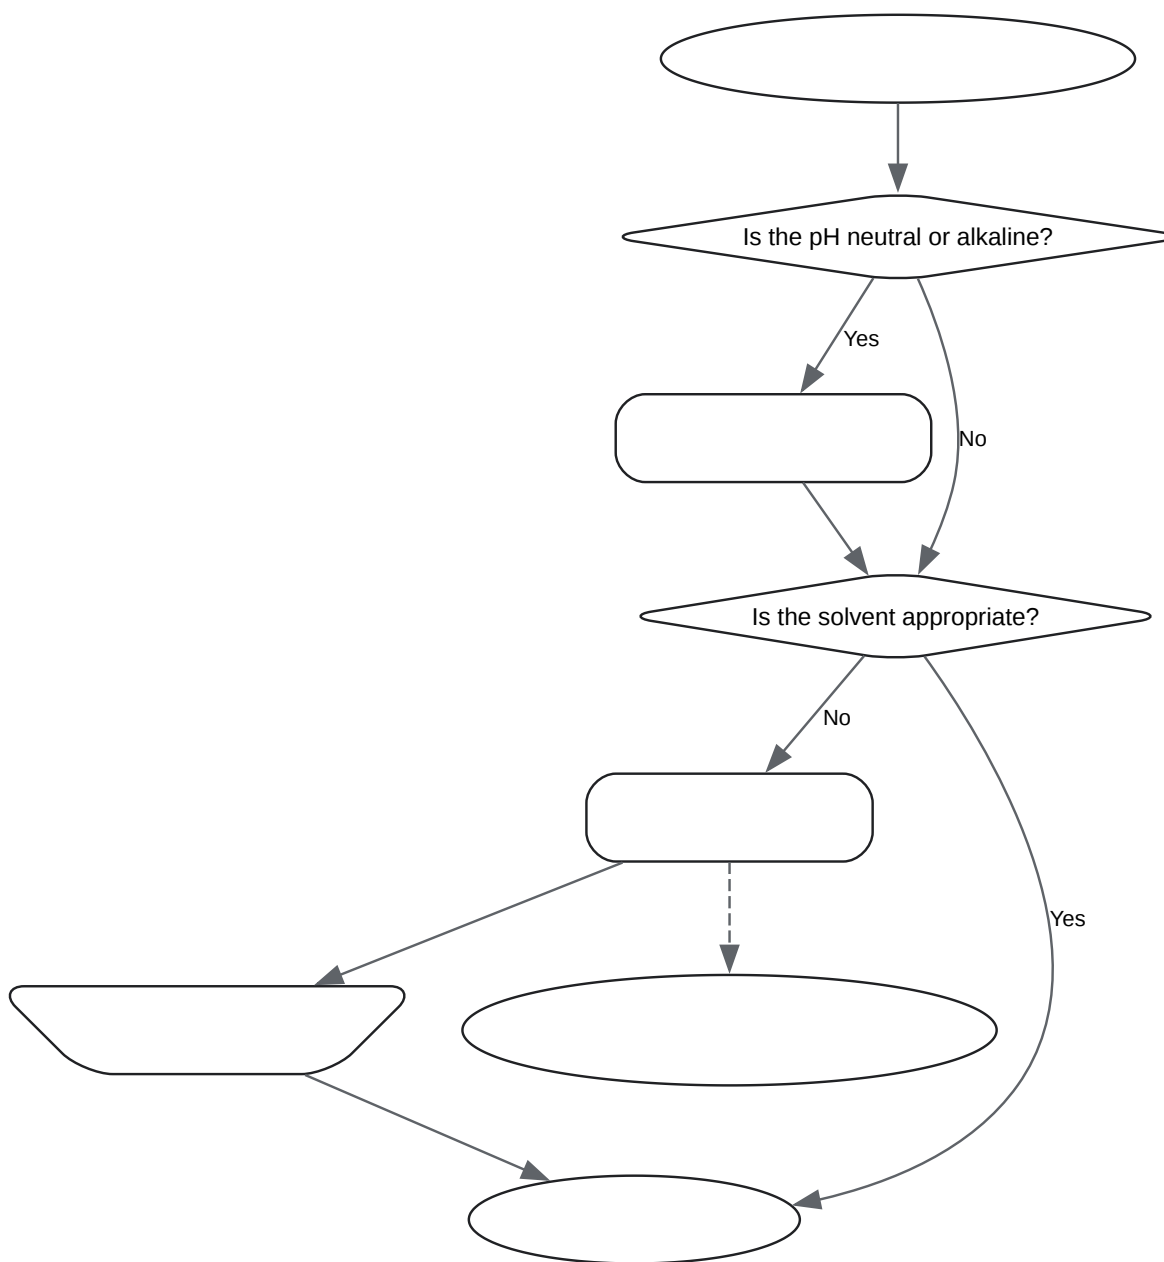 Is the pH neutral or alkaline?
Yes
No
Is the solvent appropriate?
No
Yes